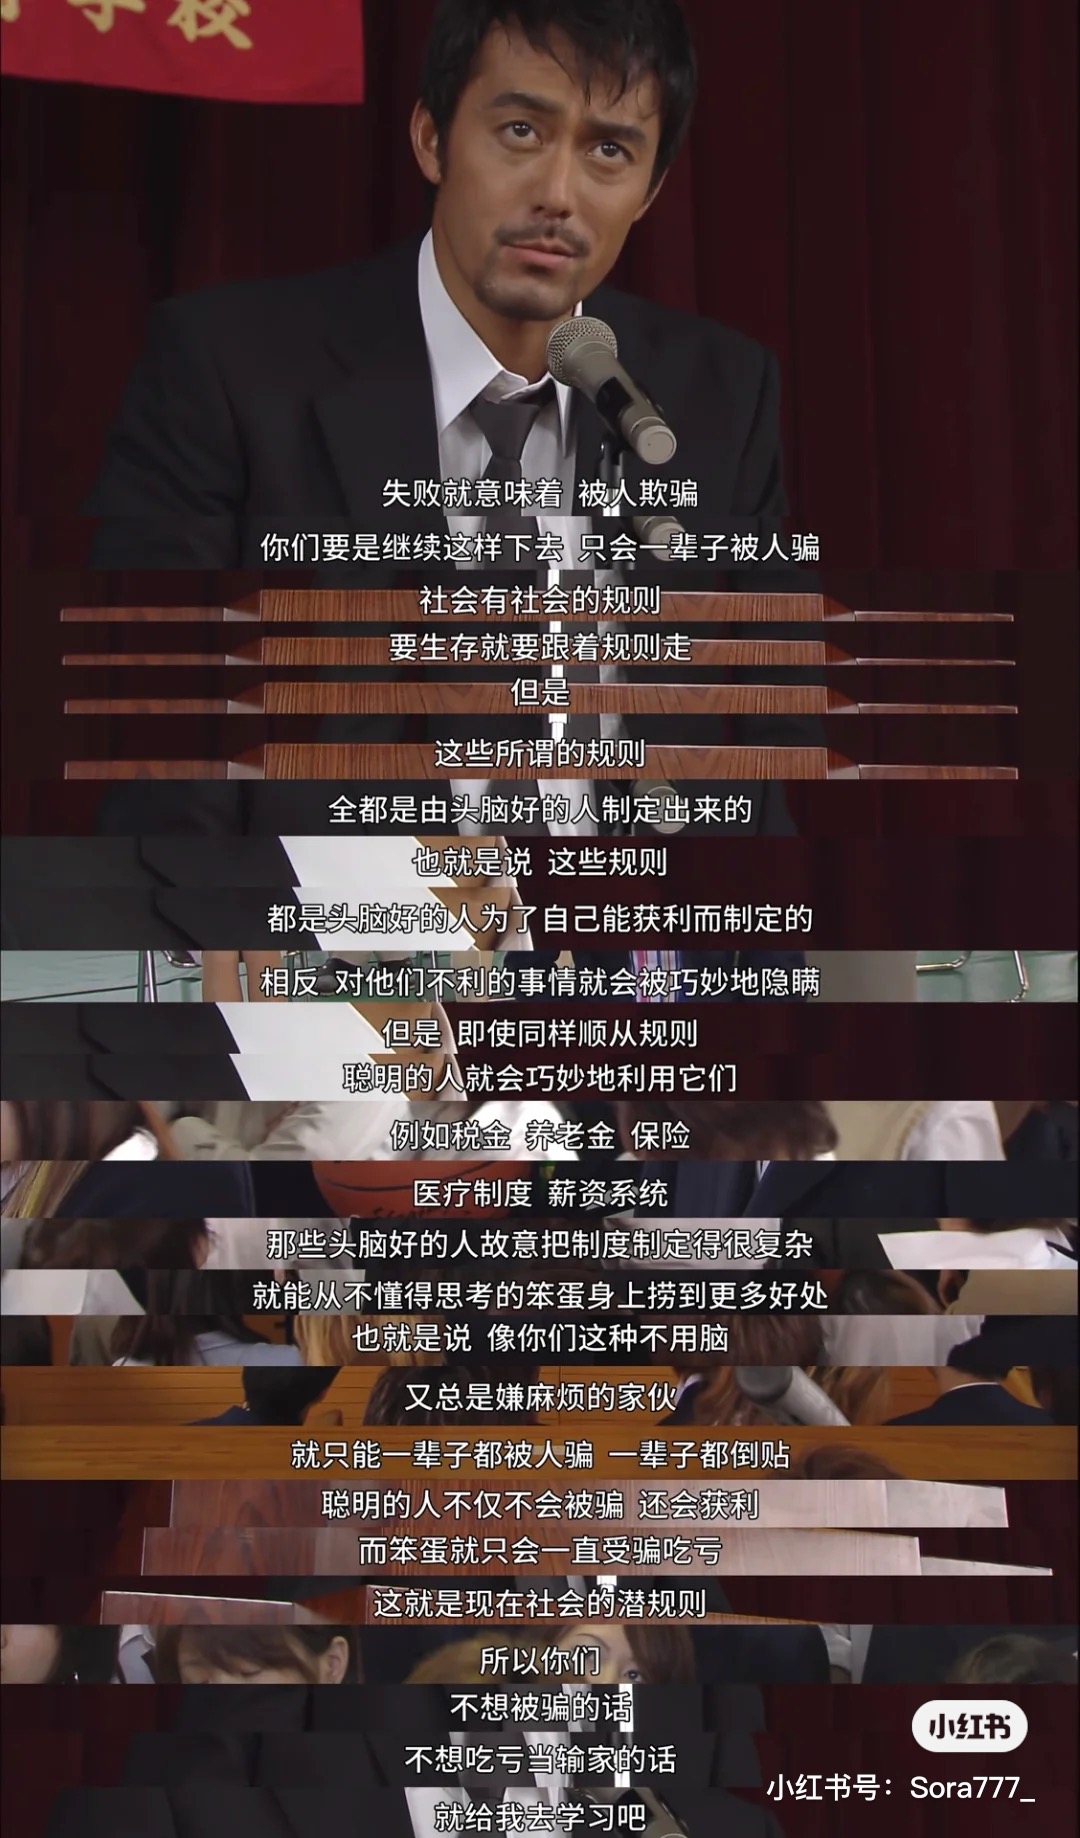 学校
失败就意味着 被人欺骗
你们要是继续这样下去 只会一辈子被人骗
社会有社会的规则
要生存就要跟着规则走
但是
这些所谓的规则
全都是由头脑好的人制定出来的
也就是说 这些规则
都是头脑好的人为了自己能获利而制定的
相反 对他们不利的事情就会被巧妙地隐瞒
但是 即使同样顺从规则
聪明的人就会巧妙地利用它们
例如税金 养老金 保险
医疗制度 薪资系统
那些头脑好的人故意把制度制定得很复杂
就能从不懂得思考的笨蛋身上捞到更多好处
也就是说 像你们这种不用脑
又总是嫌麻烦的家伙
就只能一辈子都被人骗 一辈子都倒贴
聪明的人不仅不会被骗 还会获利
而笨蛋就只会一直受骗吃亏
这就是现在社会的潜规则
所以你们
不想被骗的话
小红书
不想吃亏当输家的话
小红书号：Sora777_
就给我去学习吧